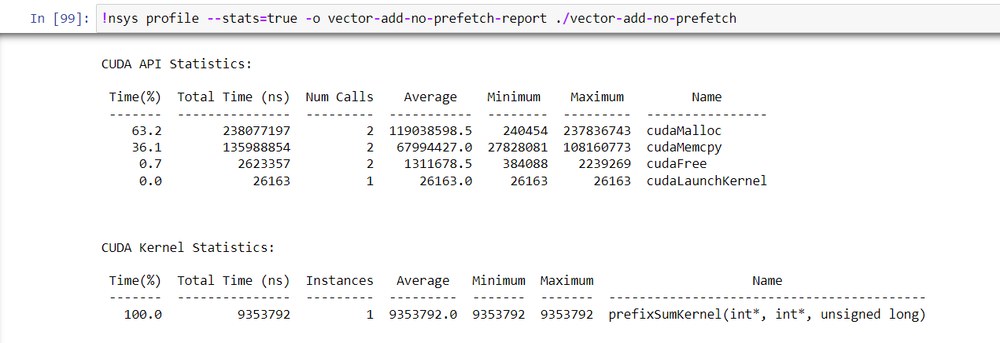 In [99]: !nsys profile --stats=true -o vector-add-no-prefetch-report ./vector-add-no-prefetch
CUDA API Statistics:
Time(%) Total Time (ns) Num Calls Average Minimum Maximum Name
------- --------------- --------- ----------- -------- --------- ----------------
63.2 238077197 2 119038598.5 240454 237836743 cudaMalloc
36.1 135988854 2 67994427.0 27828081 108160773 cudaMemcpy
0.7 2623357 2 1311678.5 384088 2239269 cudaFree
0.0 26163 1 26163.0 26163 26163 cudaLaunchKernel
CUDA Kernel Statistics:
Time(%) Total Time (ns) Instances Average Minimum Maximum Name
------- --------------- --------- --------- ------- ------- ------------------------------------------
100.0 9353792 1 9353792.0 9353792 9353792 prefixSumKernel(int*, int*, unsigned long)